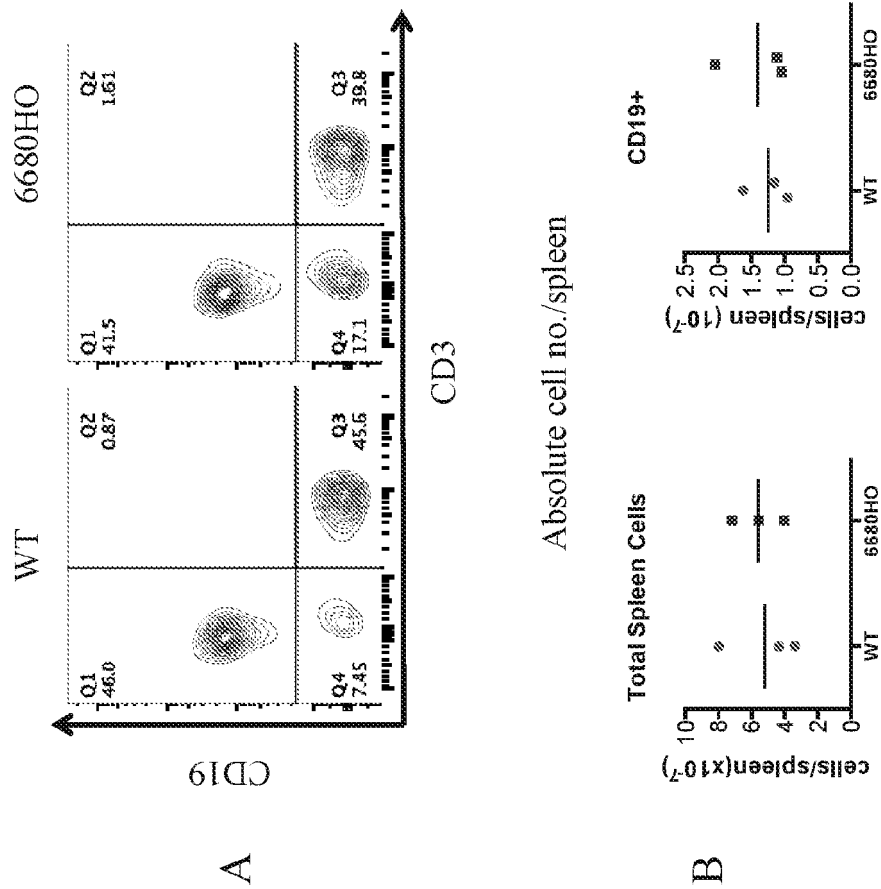 A
WT
6680HO
Q1
46.0
Q2
0.87
Q1
41.5
Q2
1.61
Q4
7.45
Q3
45.6
Q4
17.1
Q3
39.8
CD19
CD3
B
Absolute cell no./spleen
Total Spleen Cells
cells/spleen(x10⁻⁷)
10
8
6
4
2
0
WT
6680HO
CD19+
cells/spleen (10⁻⁷)
2.5
2.0
1.5
1.0
0.5
0.0
WT
6680HO